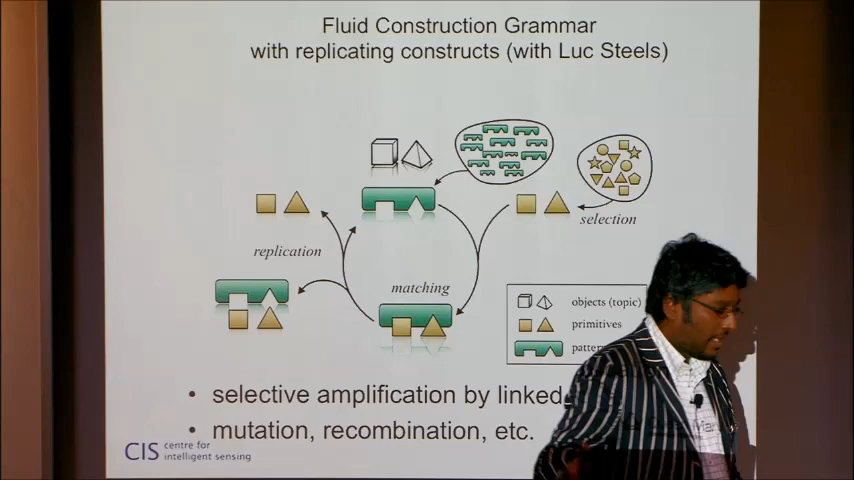 Fluid Construction Grammar
with replicating constructs (with Luc Steels)
selection
replication
matching
objects (topic)
primitives
• selective amplification by linked
• mutation, recombination, etc.
CIS centre for
intelligent sensing